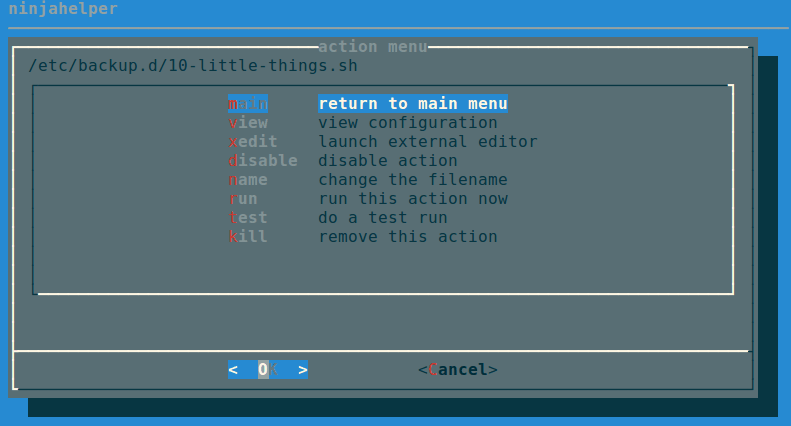 ninjahelper
action menu
/etc/backup.d/10-little-things.sh
main return to main menu
view view configuration
xedit launch external editor
disable disable action
name change the filename
run run this action now
test do a test run
kill remove this action
< OK > <Cancel>